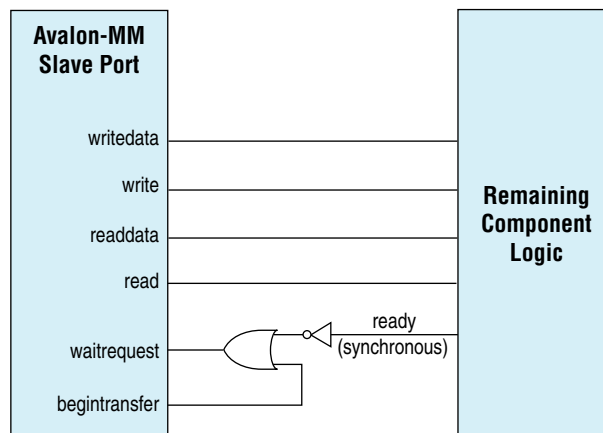 Avalon-MM
Slave Port
writedata
write
readdata
read
waitrequest
begintransfer
ready
(synchronous)
Remaining
Component
Logic